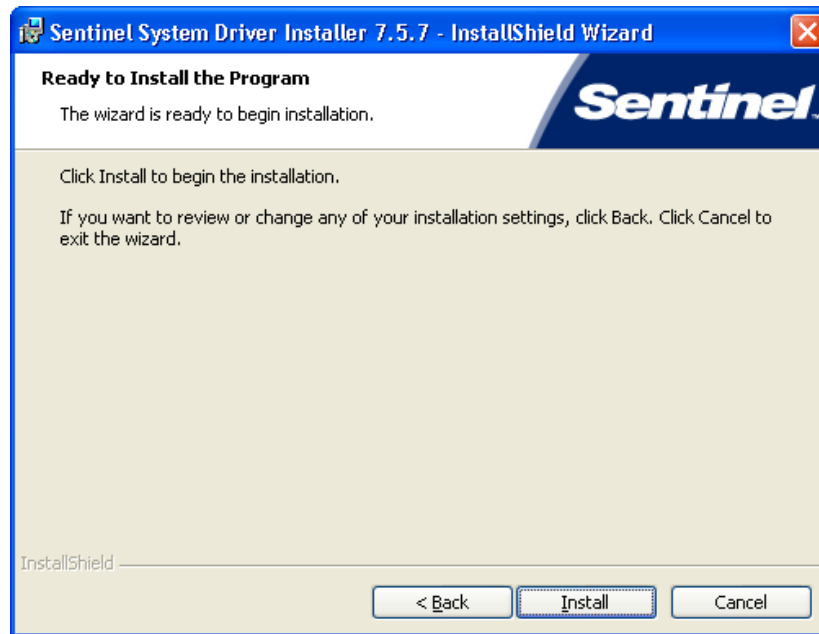 Sentinel System Driver Installer 7.5.7 - InstallShield Wizard
Ready to Install the Program
The wizard is ready to begin installation.
Sentinel
Click Install to begin the installation.
If you want to review or change any of your installation settings, click Back. Click Cancel to
exit the wizard.
InstallShield
< Back
Install
Cancel